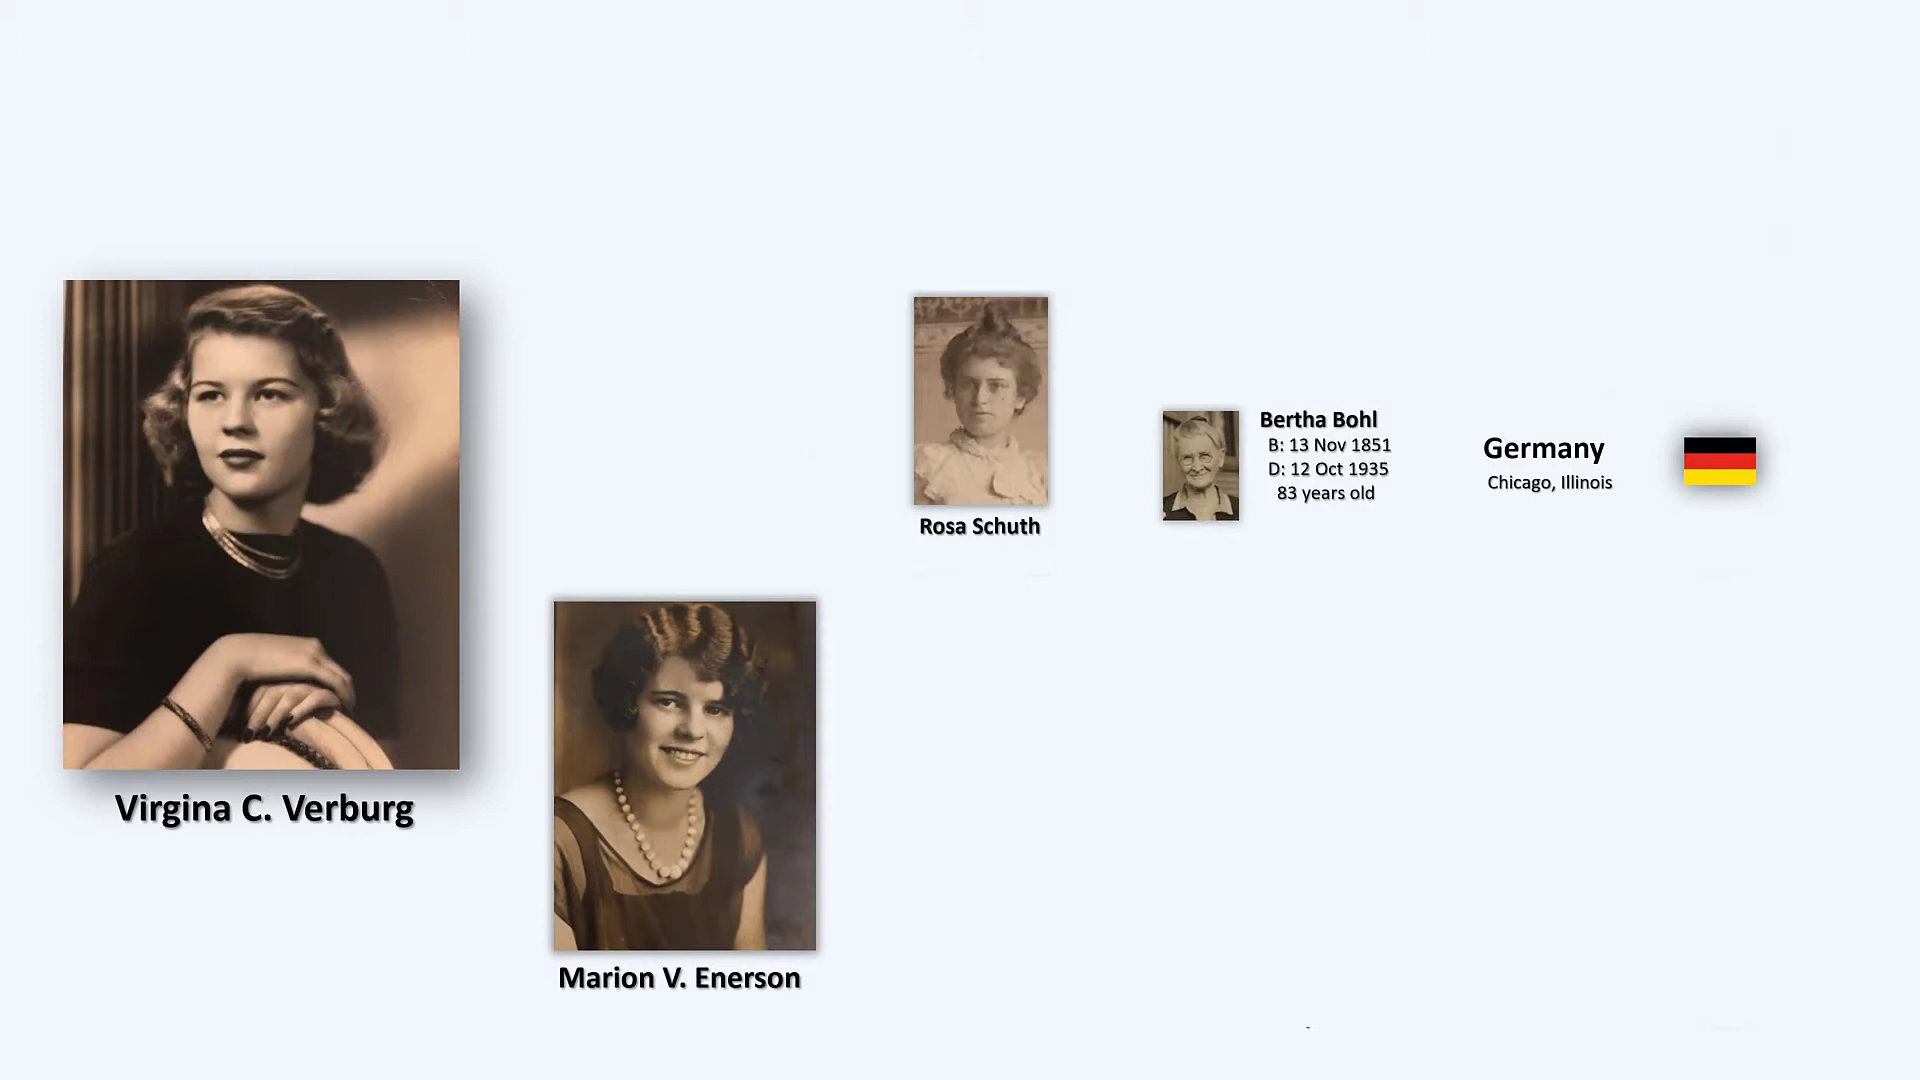 Virgina C. Verburg
Marion V. Enerson
Rosa Schuth
Bertha Bohl
B: 13 Nov 1851
D: 12 Oct 1935
83 years old
Germany
Chicago, Illinois